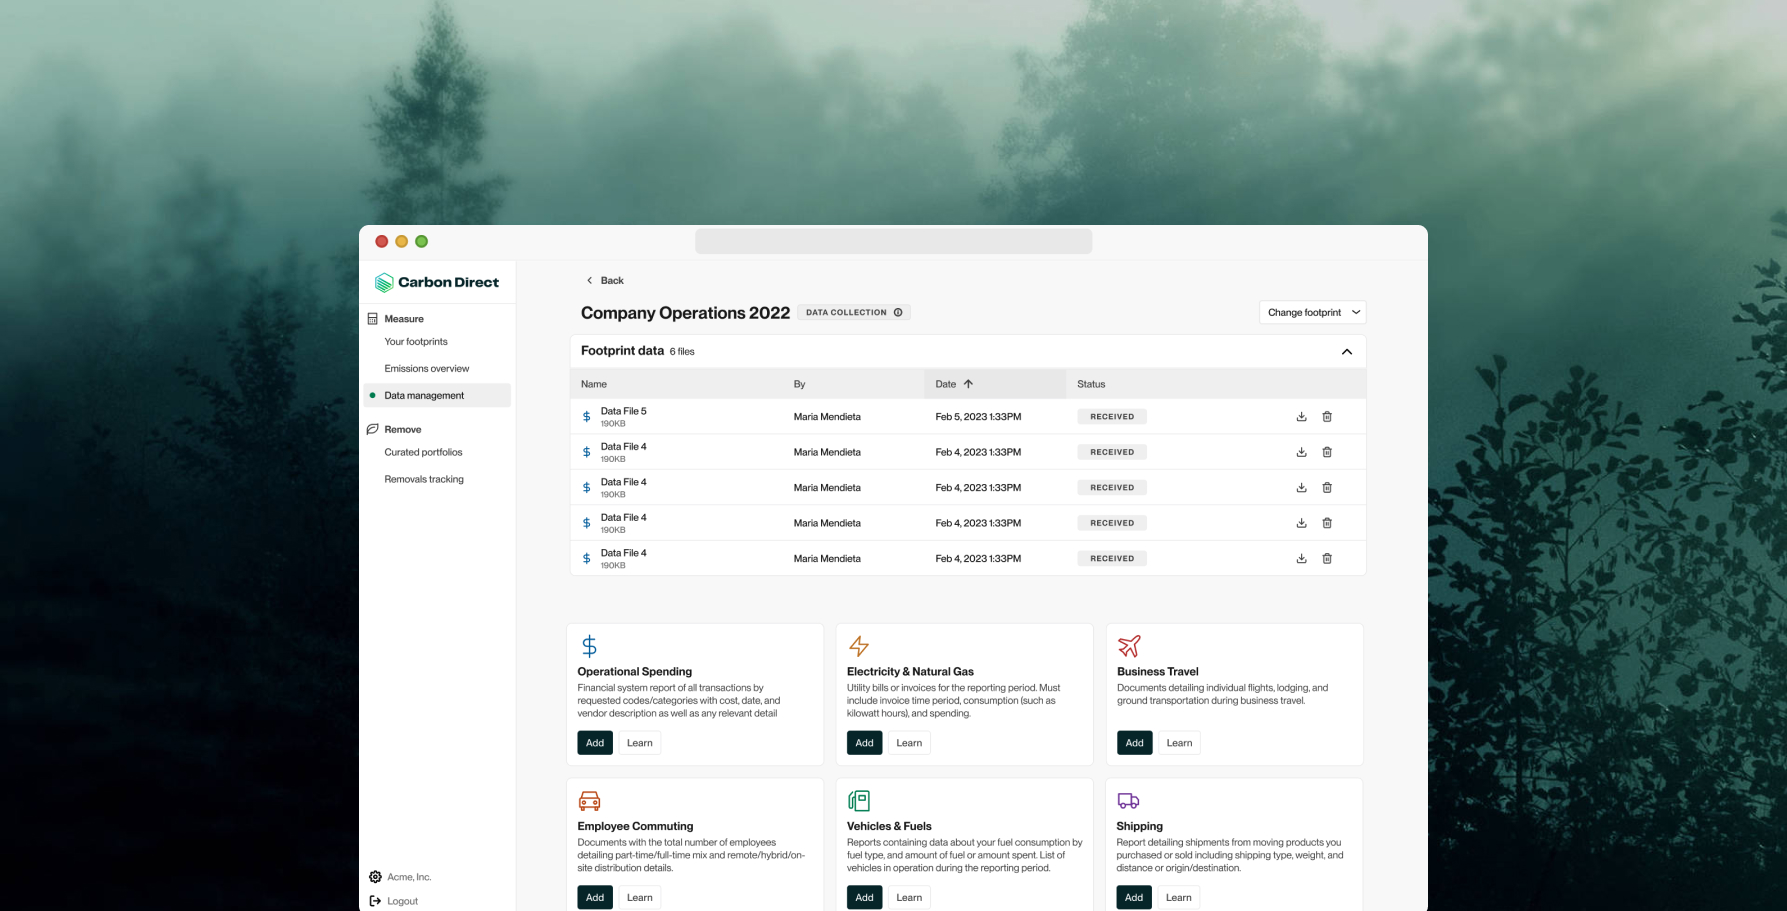 Carbon Direct
Measure
Your footprints
Emissions overview
Data management
Remove
Curated portfolios
Removals tracking
Acme, Inc.
Logout
Back
Company Operations 2022 DATA COLLECTION
Change footprint
Footprint data 6 files
Name By Date Status
Data File 5
190KB
Maria Mendieta Feb 5, 2023 1:33PM RECEIVED
Data File 4
190KB
Maria Mendieta Feb 4, 2023 1:33PM RECEIVED
Data File 4
190KB
Maria Mendieta Feb 4, 2023 1:33PM RECEIVED
Data File 4
190KB
Maria Mendieta Feb 4, 2023 1:33PM RECEIVED
Data File 4
190KB
Maria Mendieta Feb 4, 2023 1:33PM RECEIVED
Operational Spending
Financial system report of all transactions by
requested codes/categories with cost, date, and
vendor description as well as any relevant detail
Add Learn
Electricity & Natural Gas
Utility bills or invoices for the reporting period. Must
include invoice time period, consumption (such as
kilowatt hours), and spending.
Add Learn
Business Travel
Documents detailing individual flights, lodging, and
ground transportation during business travel.
Add Learn
Employee Commuting
Documents with the total number of employees
detailing part-time/full-time mix and remote/hybrid/on-
site distribution details.
Add Learn
Vehicles & Fuels
Reports containing data about your fuel consumption by
fuel type, and amount of fuel or amount spent. List of
vehicles in operation during the reporting period.
Add Learn
Shipping
Report detailing shipments from moving products you
purchased or sold including shipping type, weight, and
distance or origin/destination.
Add Learn